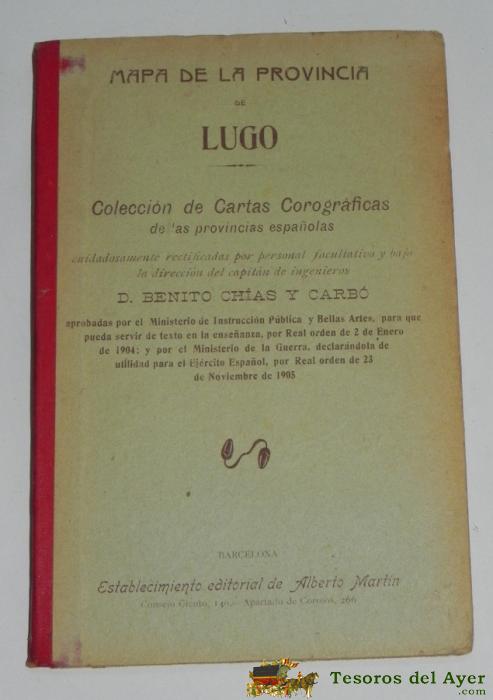 MAPA DE LA PROVINCIA
DE
LUGO
Colección de Cartas Corográficas
de las provincias españolas
cuidadosamente rectificadas por personal facultativo y bajo
la dirección del capitán de ingenieros
D. BENITO CHÍAS Y CARBÓ
aprobadas por el Ministerio de Instrucción Pública y Bellas Artes, para que
pueda servir de texto en la enseñanza, por Real orden de 2 de Enero
de 1904; y por el Ministerio de la Guerra, declarándola de
utilidad para el Ejército Español, por Real orden de 23
de Noviembre de 1905
BARCELONA
Establecimiento editorial de Alberto Martín
Consejo Ciento, 140.—Apartado de Correos, 266
Tesoros del Ayer
.com